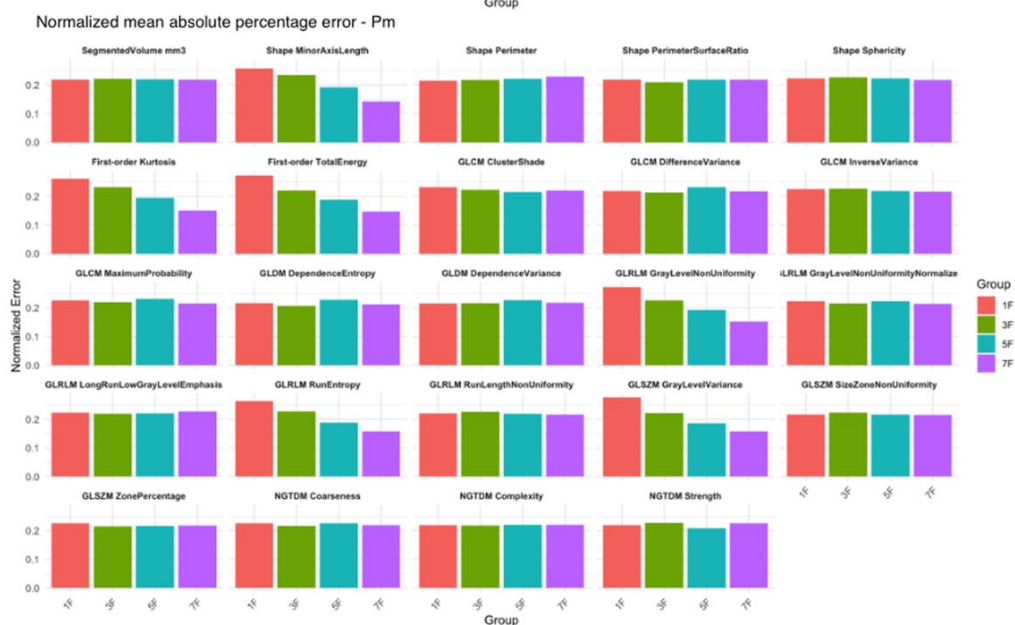 Group
Normalized mean absolute percentage error - Pm
SegmentedVolume mm3 Shape MinorAxisLength Shape Perimeter Shape PerimeterSurfaceRatio Shape Sphericity
0.2
0.1
0.0
First-order Kurtosis First-order TotalEnergy GLCM ClusterShade GLCM DifferenceVariance GLCM InverseVariance
0.2
0.1
0.0
GLCM MaximumProbability GLDM DependenceEntropy GLDM DependenceVariance GLRLM GrayLevelNonUniformity LRLM GrayLevelNonUniformityNormalize
0.2
0.1
0.0
GLRLM LongRunLowGrayLevelEmphasis GLRLM RunEntropy GLRLM RunLengthNonUniformity GLSZM GrayLevelVariance GLSZM SizeZoneNonUniformity
0.2
0.1
0.0
1F 3F 5F 7F
GLSZM ZonePercentage NGTDM Coarseness NGTDM Complexity NGTDM Strength
0.2
0.1
0.0
1F 3F 5F 7F 1F 3F 5F 7F 1F 3F 5F 7F 1F 3F 5F 7F
Group
Normalized Error
Group
1F
3F
5F
7F